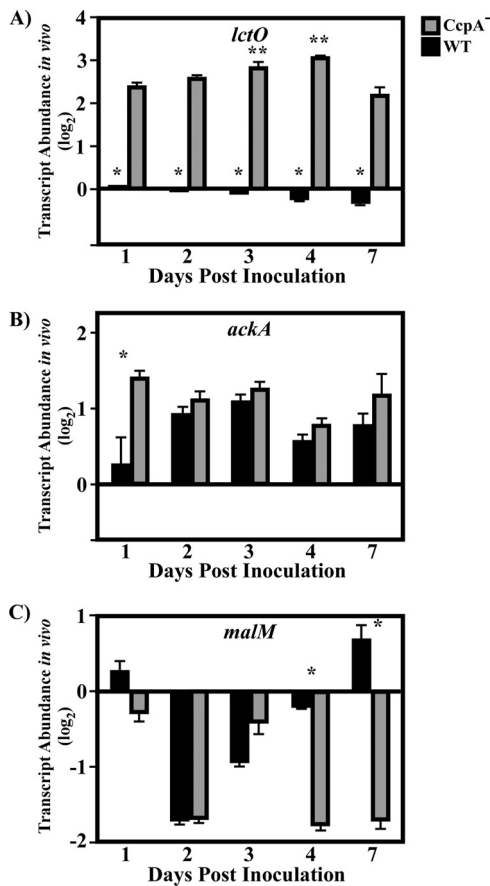 A)
lctO
CcpA⁻
WT
Transcript Abundance in vivo
(log2)
4
3
2
1
0
** **
* * * * *
1 2 3 4 7
Days Post Inoculation
B)
ackA
Transcript Abundance in vivo
(log2)
2
1
0
*
1 2 3 4 7
Days Post Inoculation
C)
malM
Transcript Abundance in vivo
(log2)
1
0
-1
-2
* *
1 2 3 4 7
Days Post Inoculation